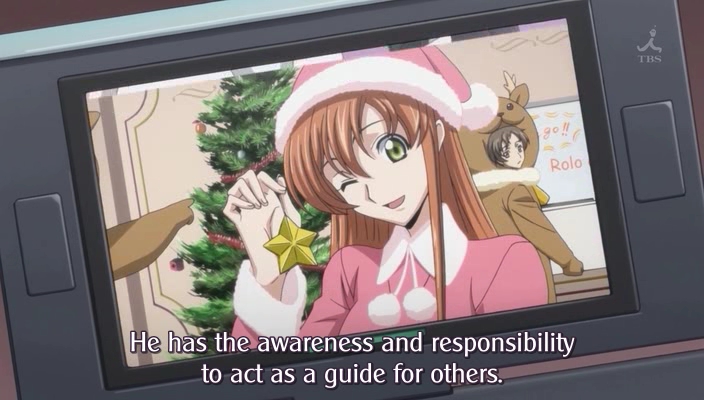 TBS
go!!
Rolo
He has the awareness and responsibility
to act as a guide for others.